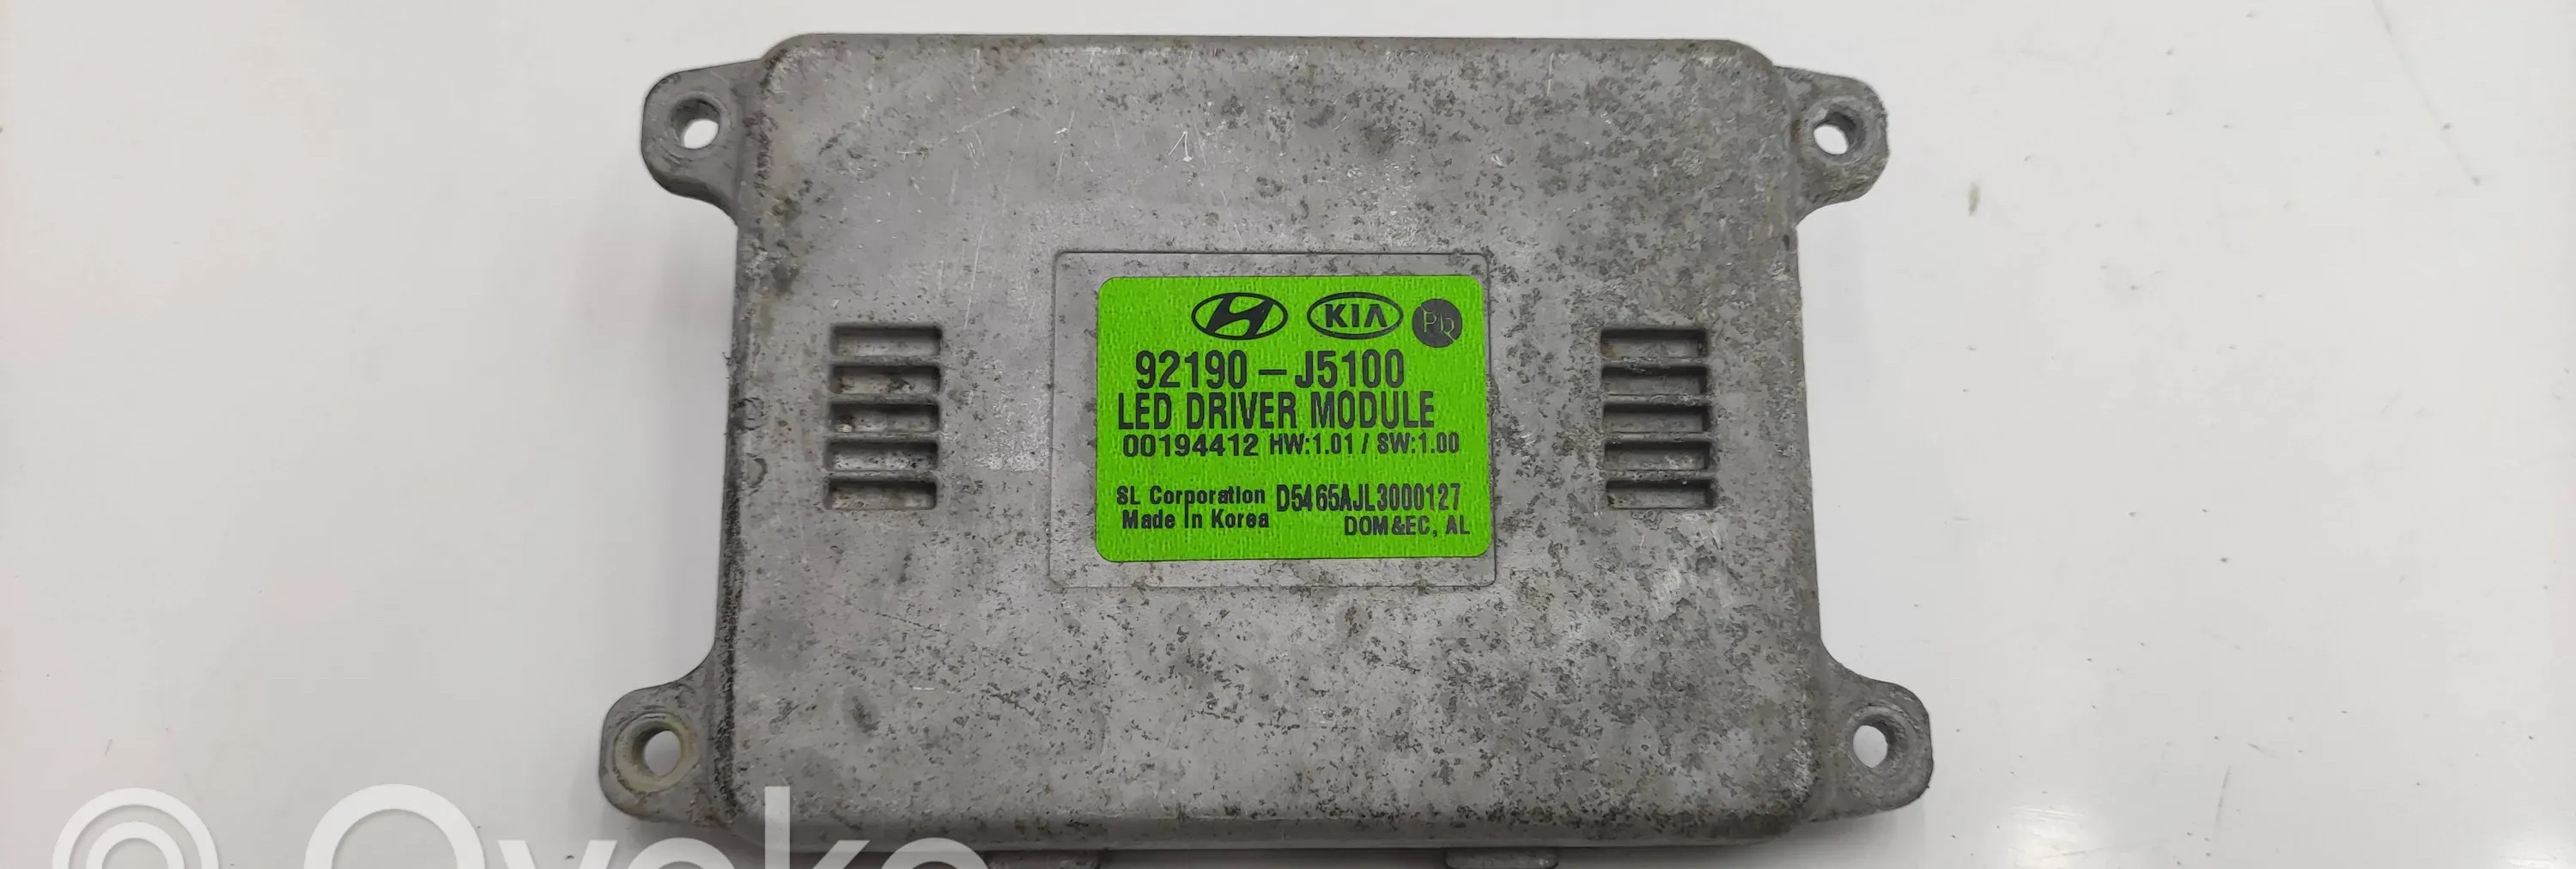 KIA PD
92190-J5100
LED DRIVER MODULE
00194412 HW:1.01 / SW:1.00
SL Corporation D5465AJL3000127
Made In Korea DOM&EC, AL